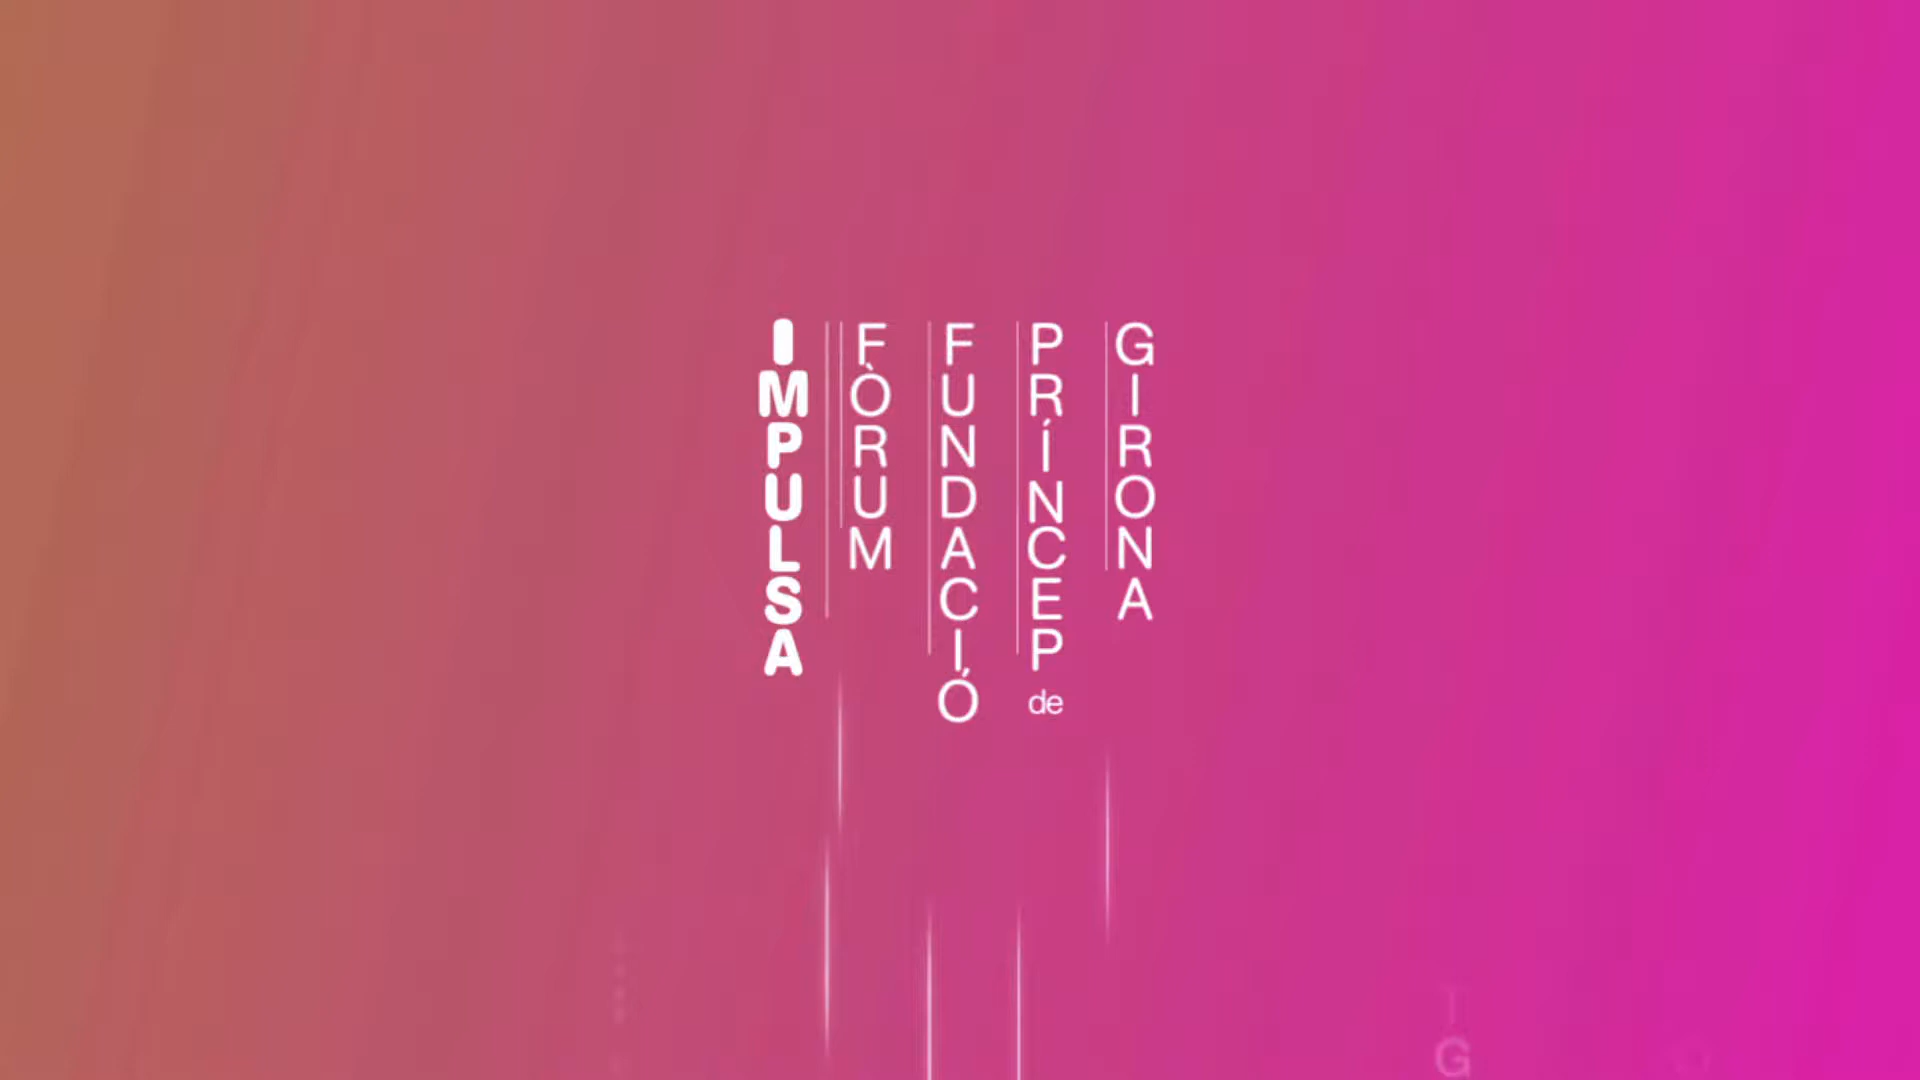 IMPULSA
FÒRUM
FUNDACIÓ
PRÍNCEP de
GIRONA